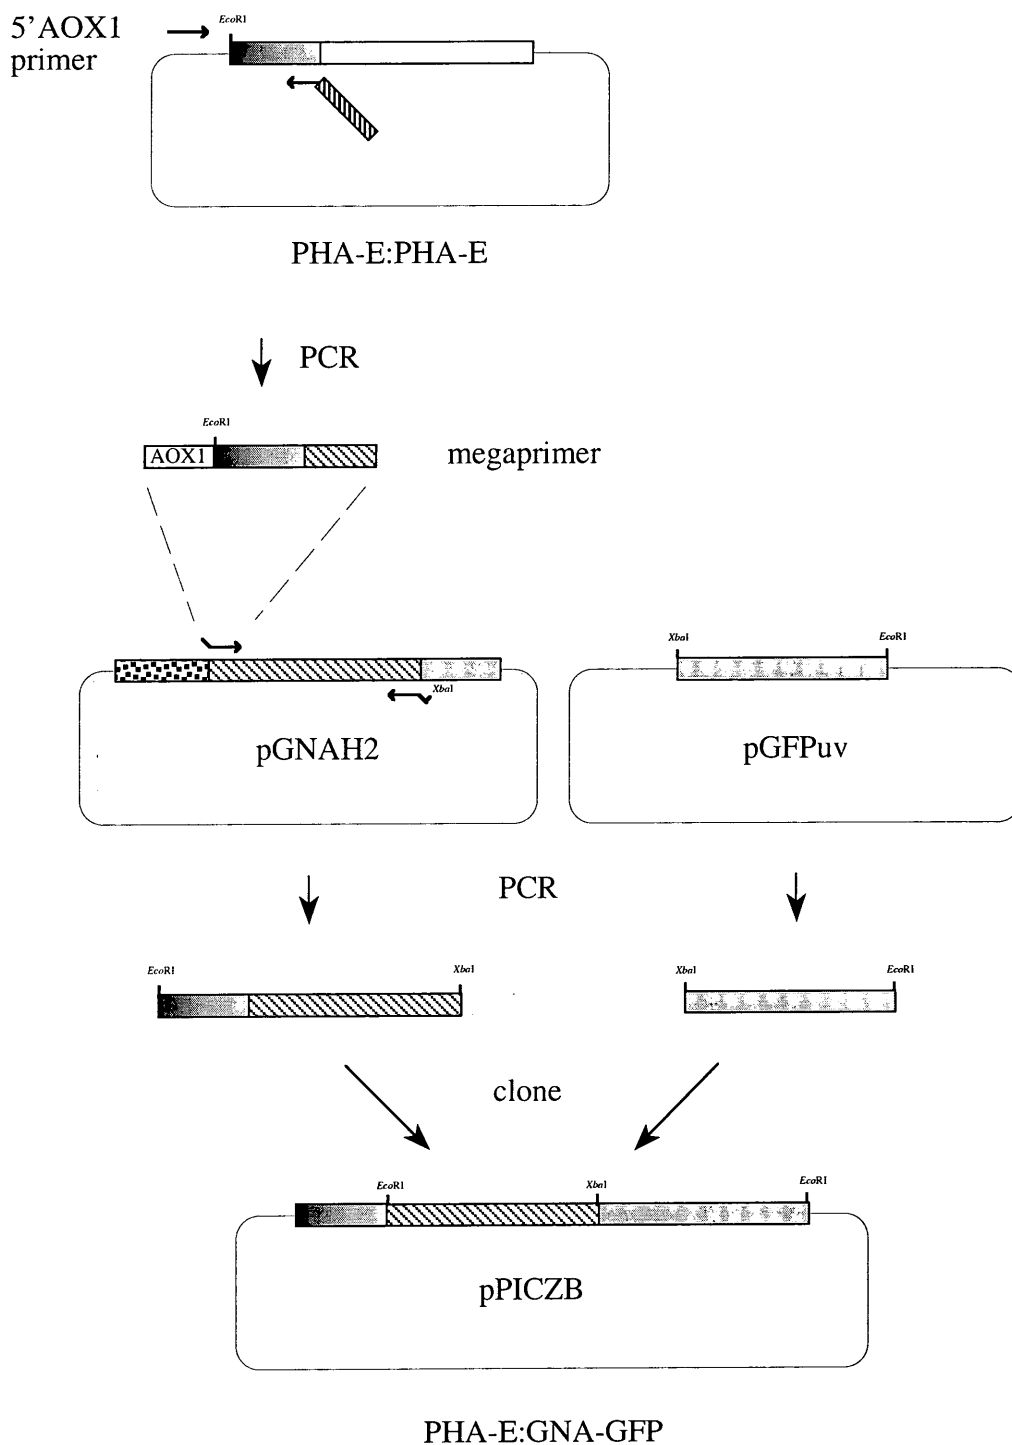 5'AOX1
primer
EcoRI
PHA-E:PHA-E
PCR
EcoRI
AOX1
megaprimer
XbaI
EcoRI
XbaI
pGNAH2
pGFPuv
PCR
EcoRI
XbaI
XbaI
EcoRI
clone
EcoRI
XbaI
EcoRI
pPICZB
PHA-E:GNA-GFP